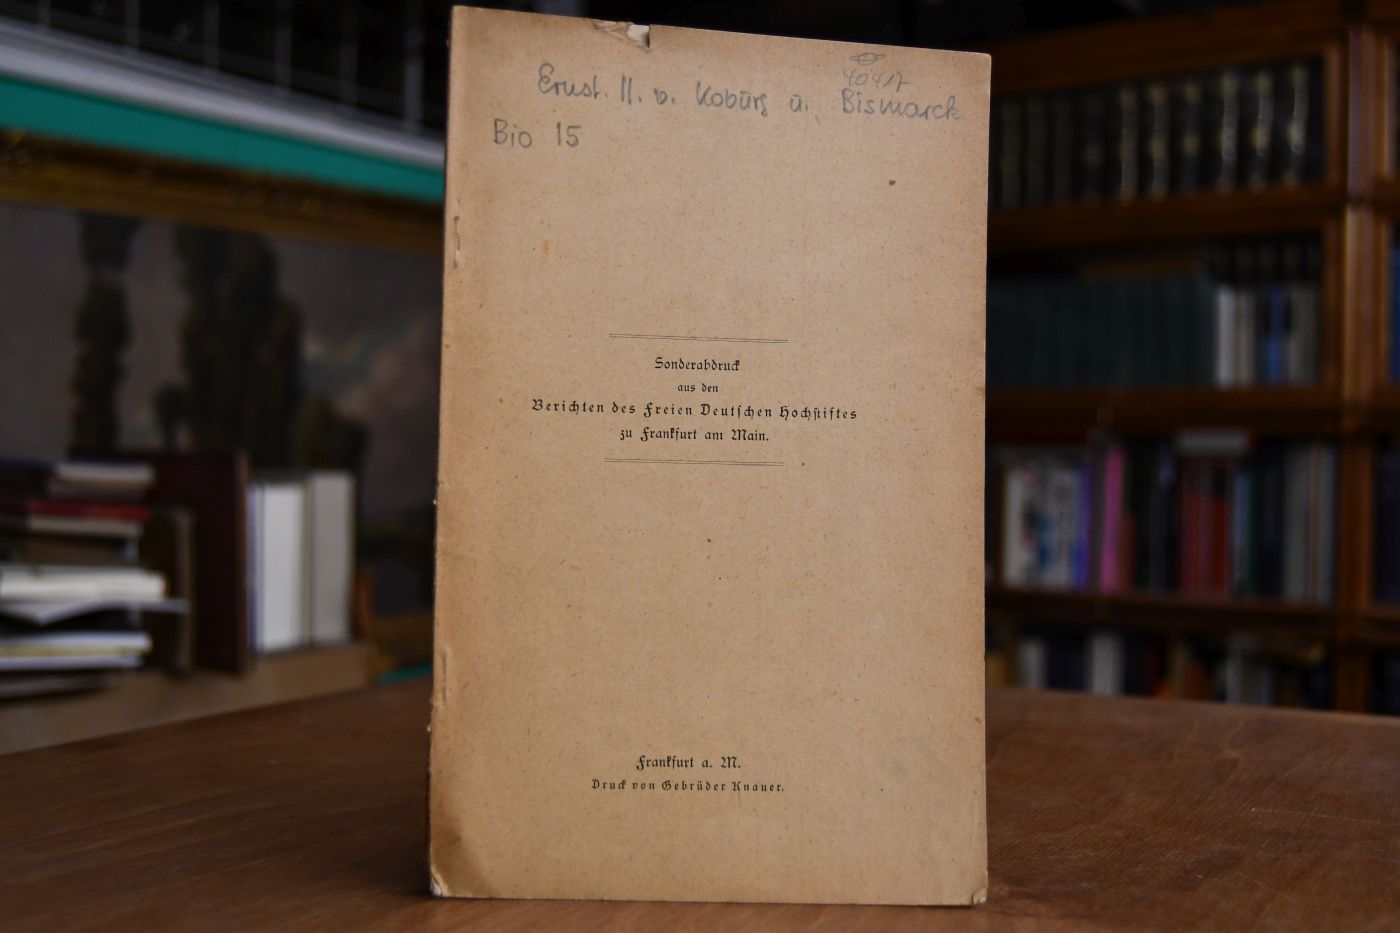 40417
Ernst. II. v. Koburg u. Bismarck
Bio 15
Sonderabdruck
aus den
Berichten des Freien Deutschen Hochstiftes
zu Frankfurt am Main.
Frankfurt a. M.
Druck von Gebrüder Knauer.